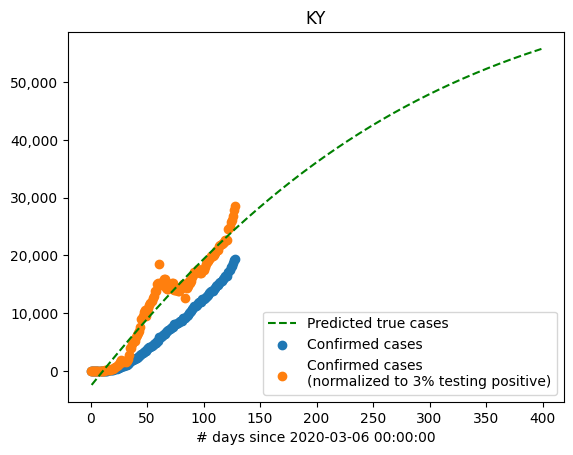 KY
50,000
40,000
30,000
20,000
10,000
0
Predicted true cases
Confirmed cases
Confirmed cases
(normalized to 3% testing positive)
0 50 100 150 200 250 300 350 400
# days since 2020-03-06 00:00:00